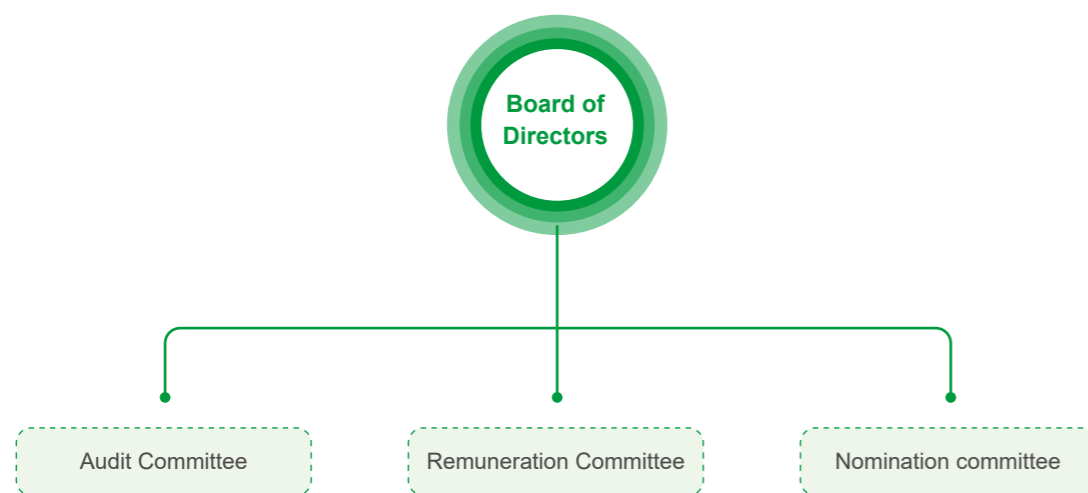 Board of
Directors
Audit Committee
Remuneration Committee
Nomination committee